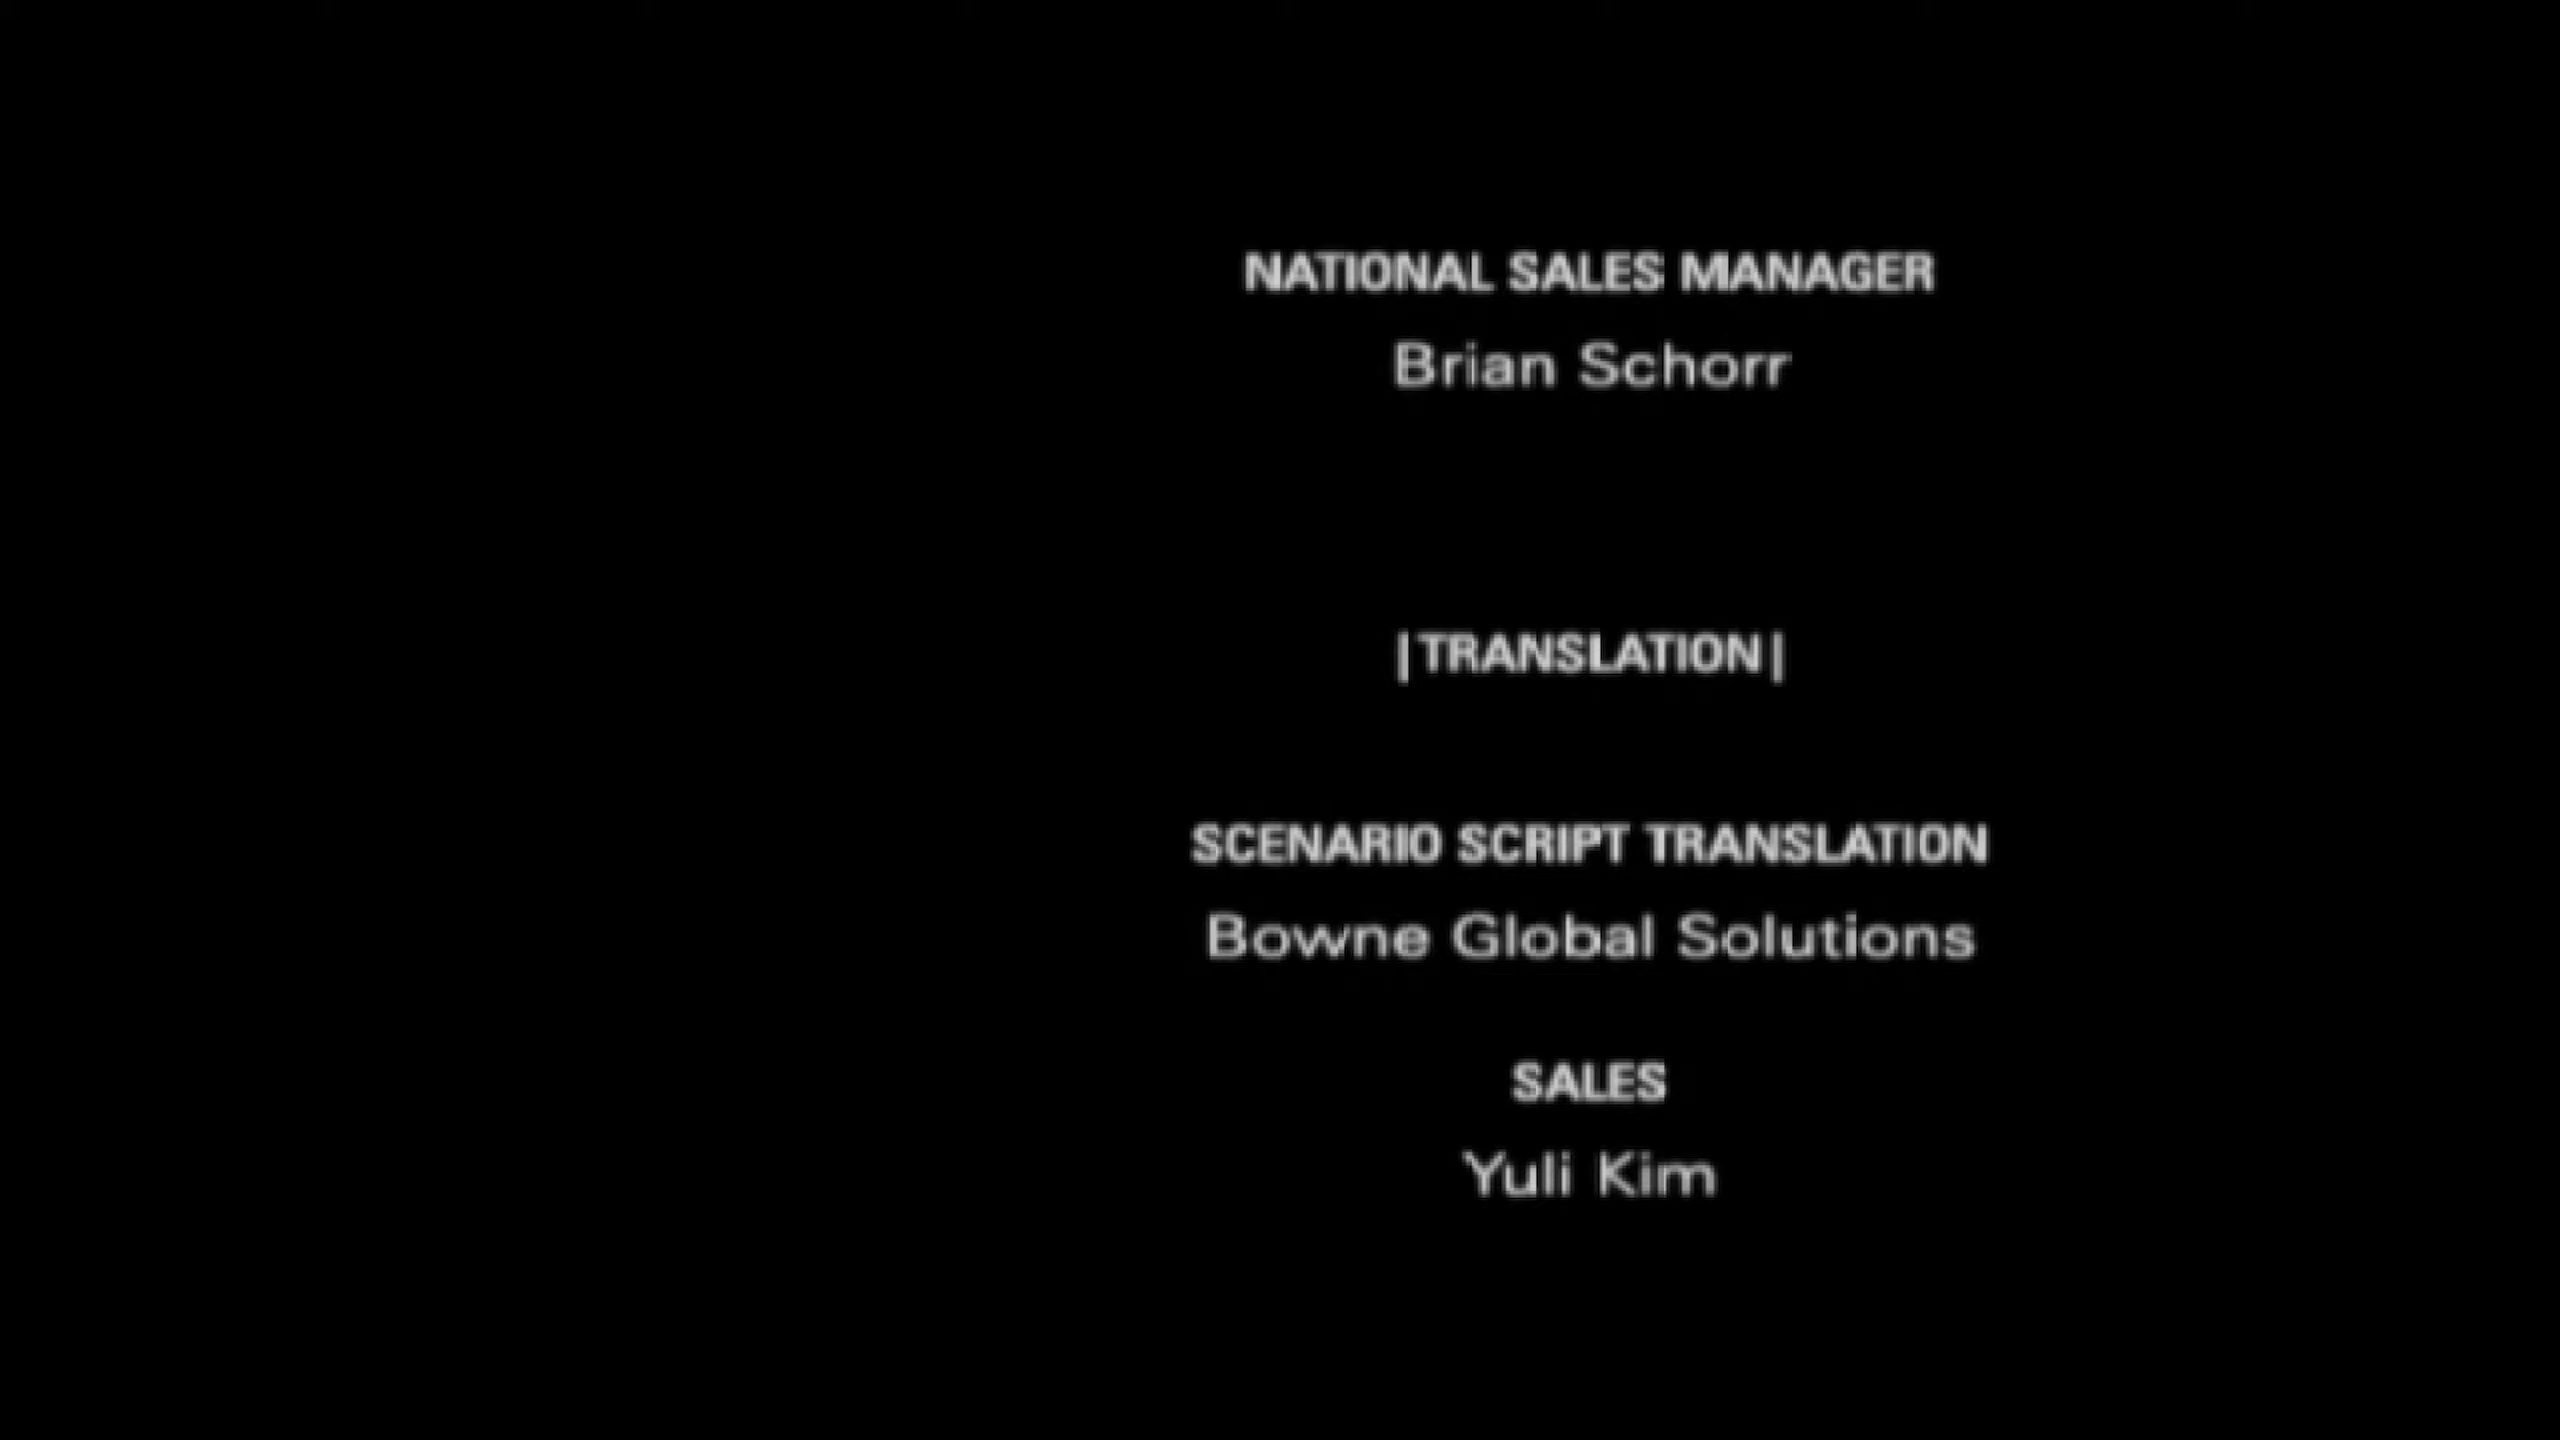 NATIONAL SALES MANAGER
Brian Schorr
|TRANSLATION|
SCENARIO SCRIPT TRANSLATION
Bowne Global Solutions
SALES
Yuli Kim